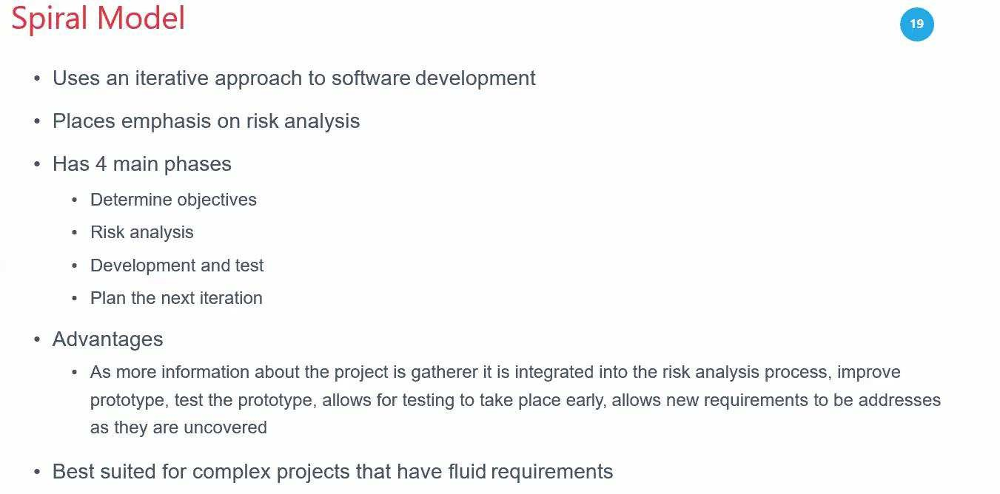 Spiral Model
19
• Uses an iterative approach to software development
• Places emphasis on risk analysis
• Has 4 main phases
• Determine objectives
• Risk analysis
• Development and test
• Plan the next iteration
• Advantages
• As more information about the project is gatherer it is integrated into the risk analysis process, improve
prototype, test the prototype, allows for testing to take place early, allows new requirements to be addresses
as they are uncovered
• Best suited for complex projects that have fluid requirements